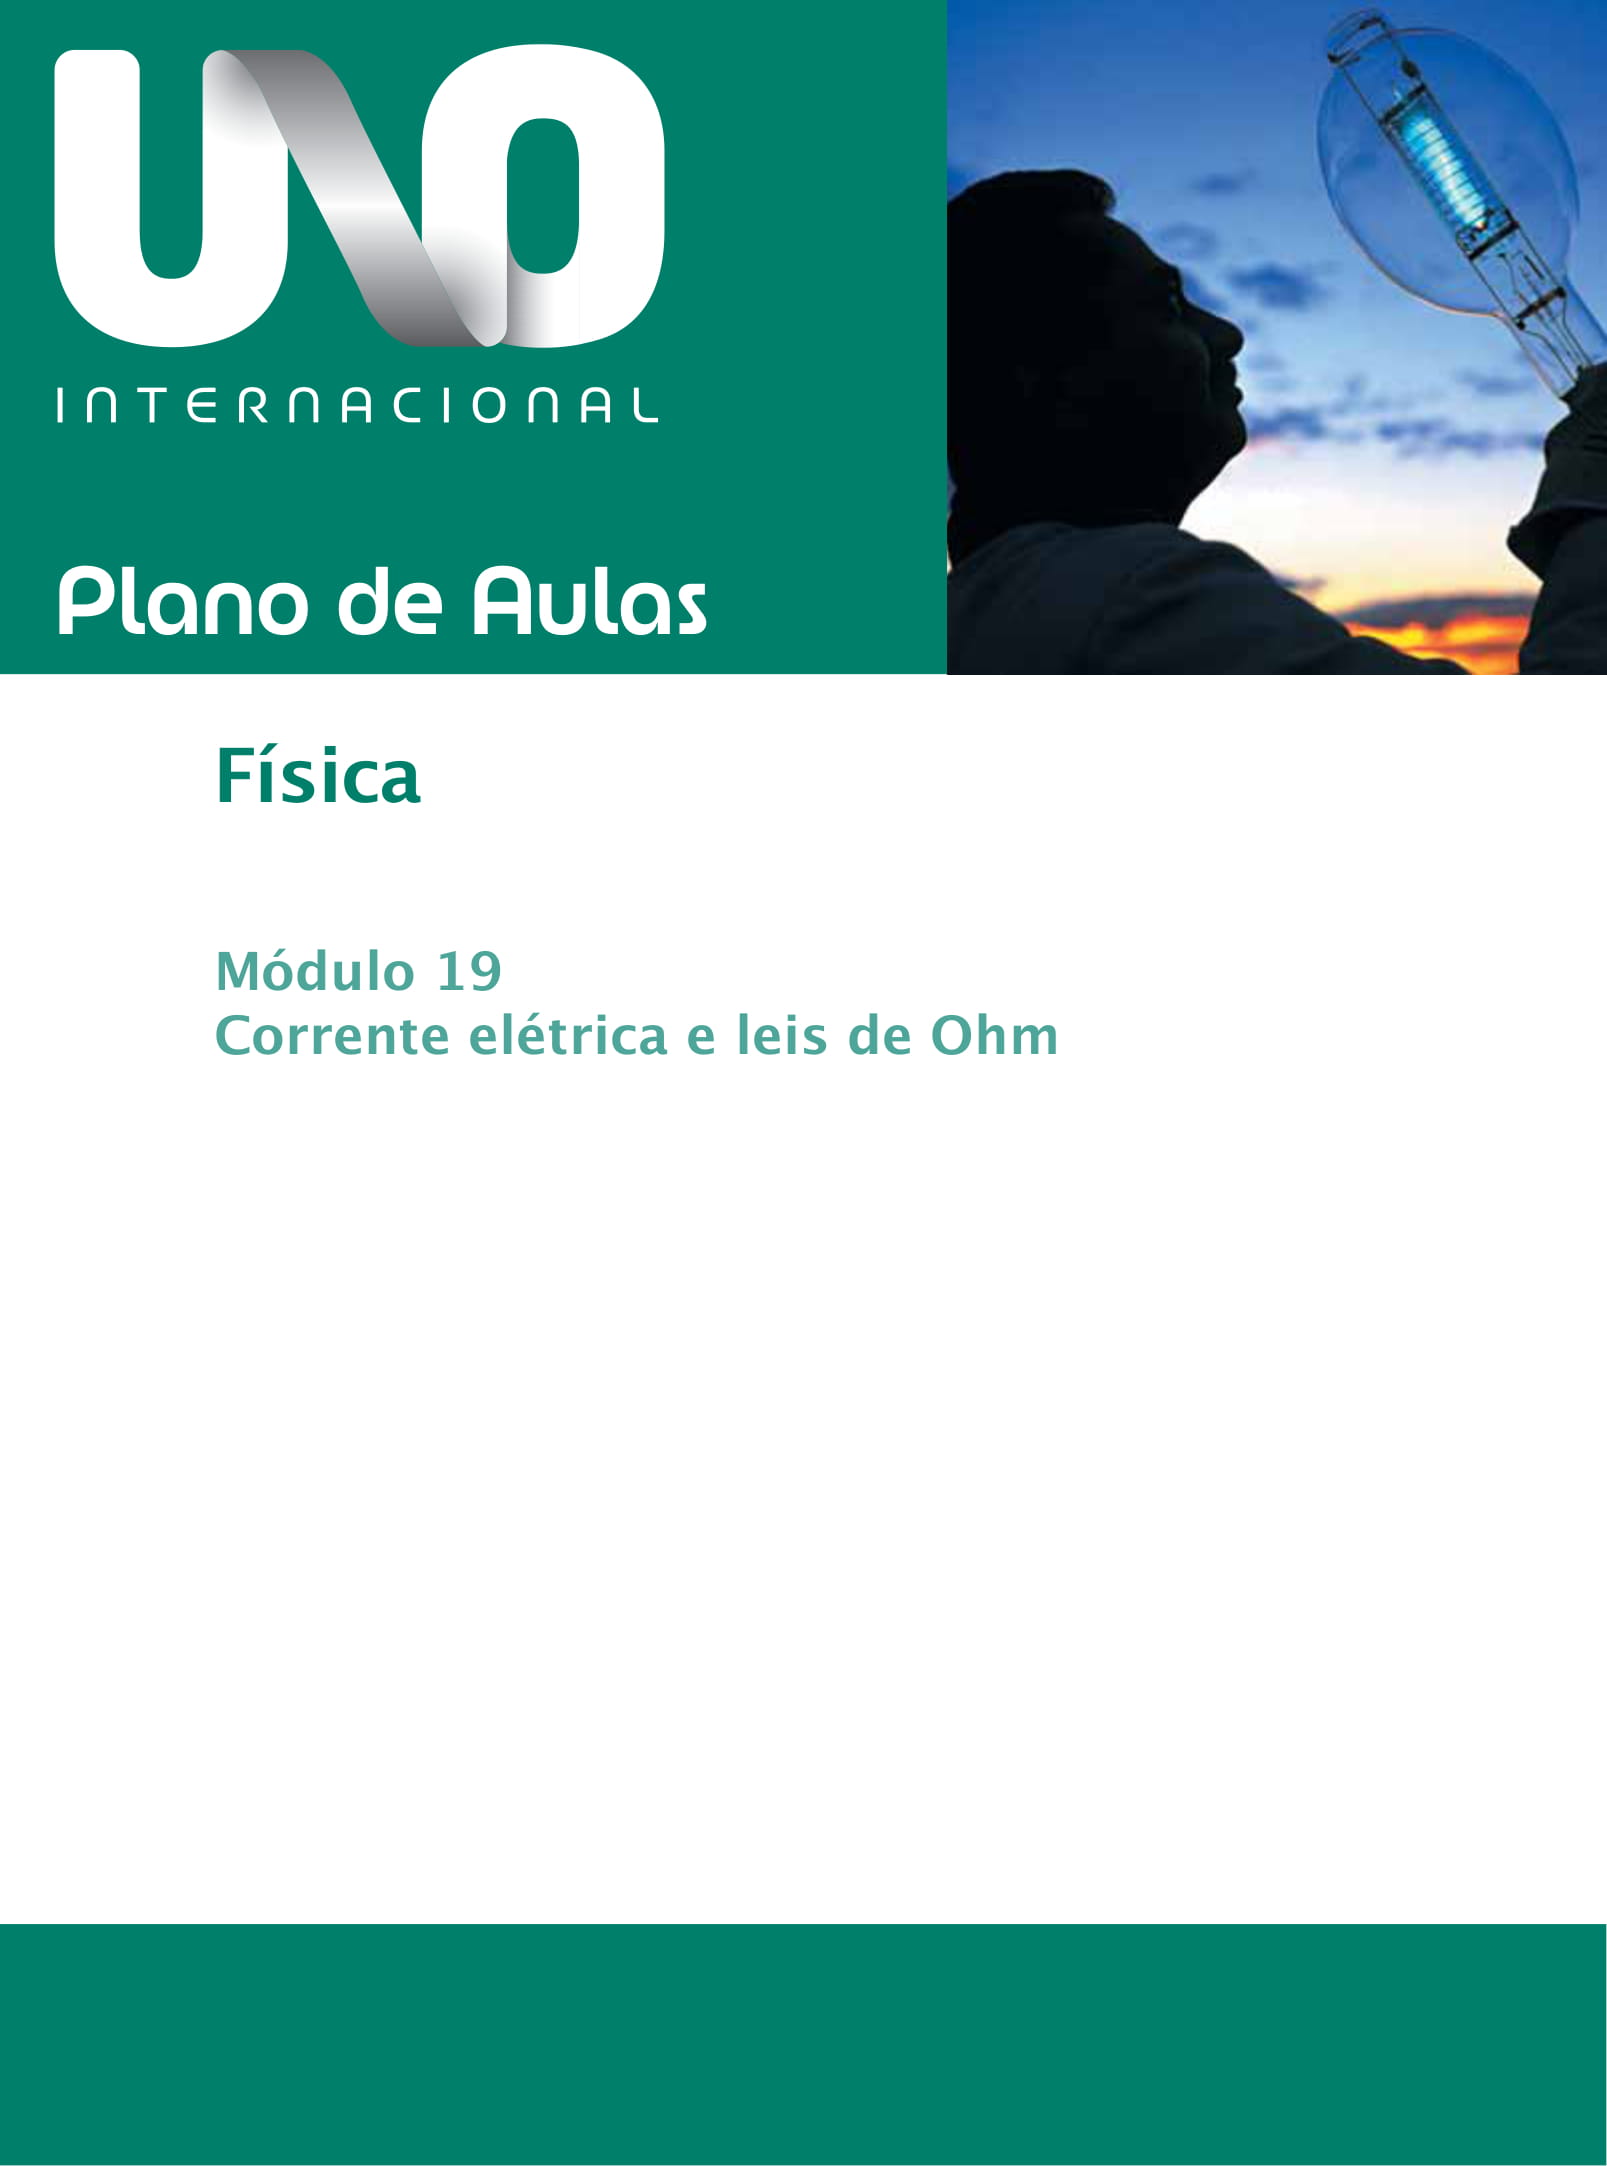 UNO
INTERNACIONAL
Plano de Aulas
Física
Módulo 19
Corrente elétrica e leis de Ohm